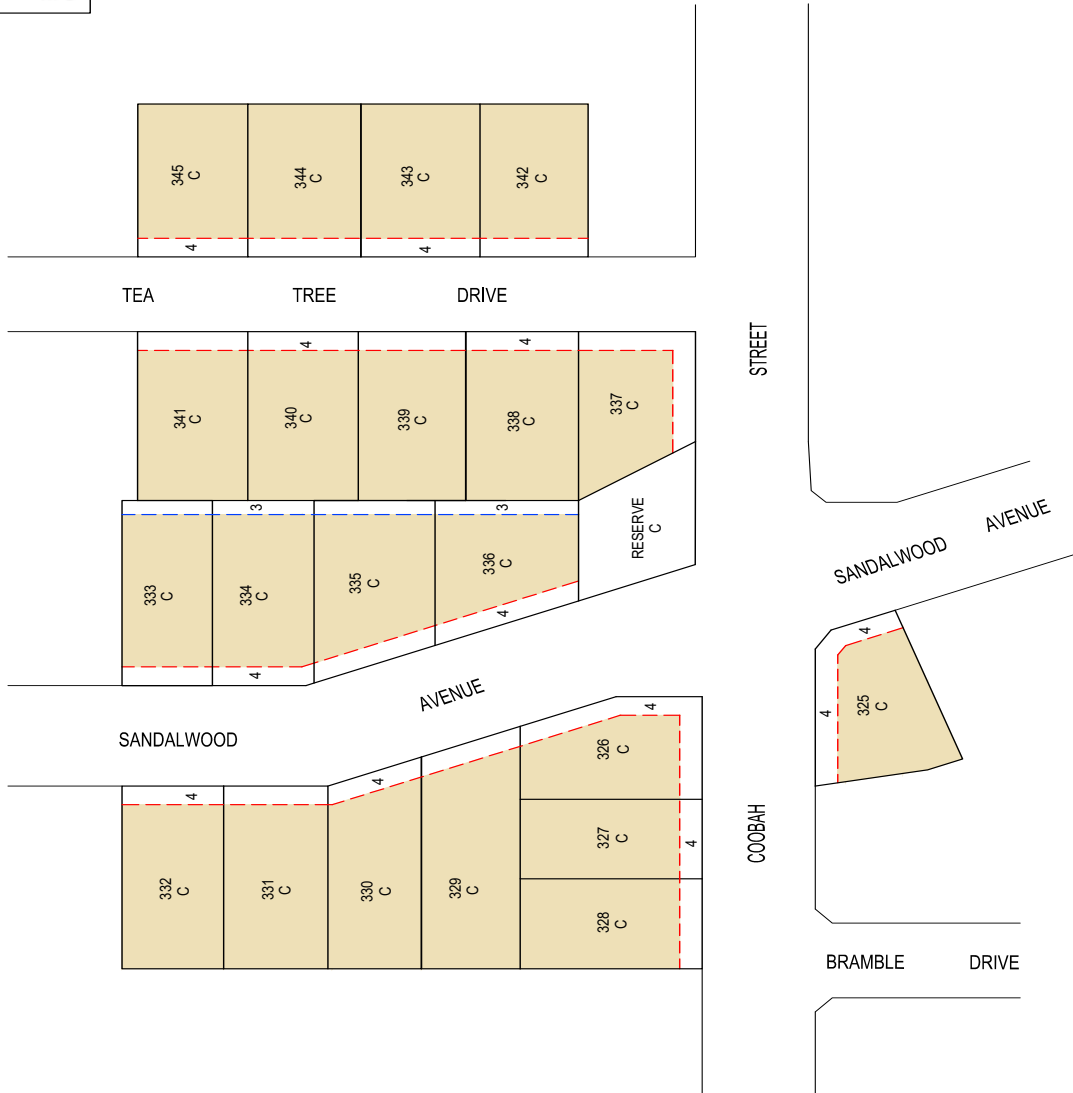 345
C
344
C
343
C
342
C
4
4
TEA TREE DRIVE
4
4
341
C
340
C
339
C
338
C
337
C
STREET
3
3
333
C
334
C
335
C
336
C
RESERVE
C
4
4
SANDALWOOD AVENUE
4
4
325
C
SANDALWOOD AVENUE
4
4
4
326
C
327
C
4
328
C
332
C
331
C
330
C
329
C
COOBAH
BRAMBLE DRIVE